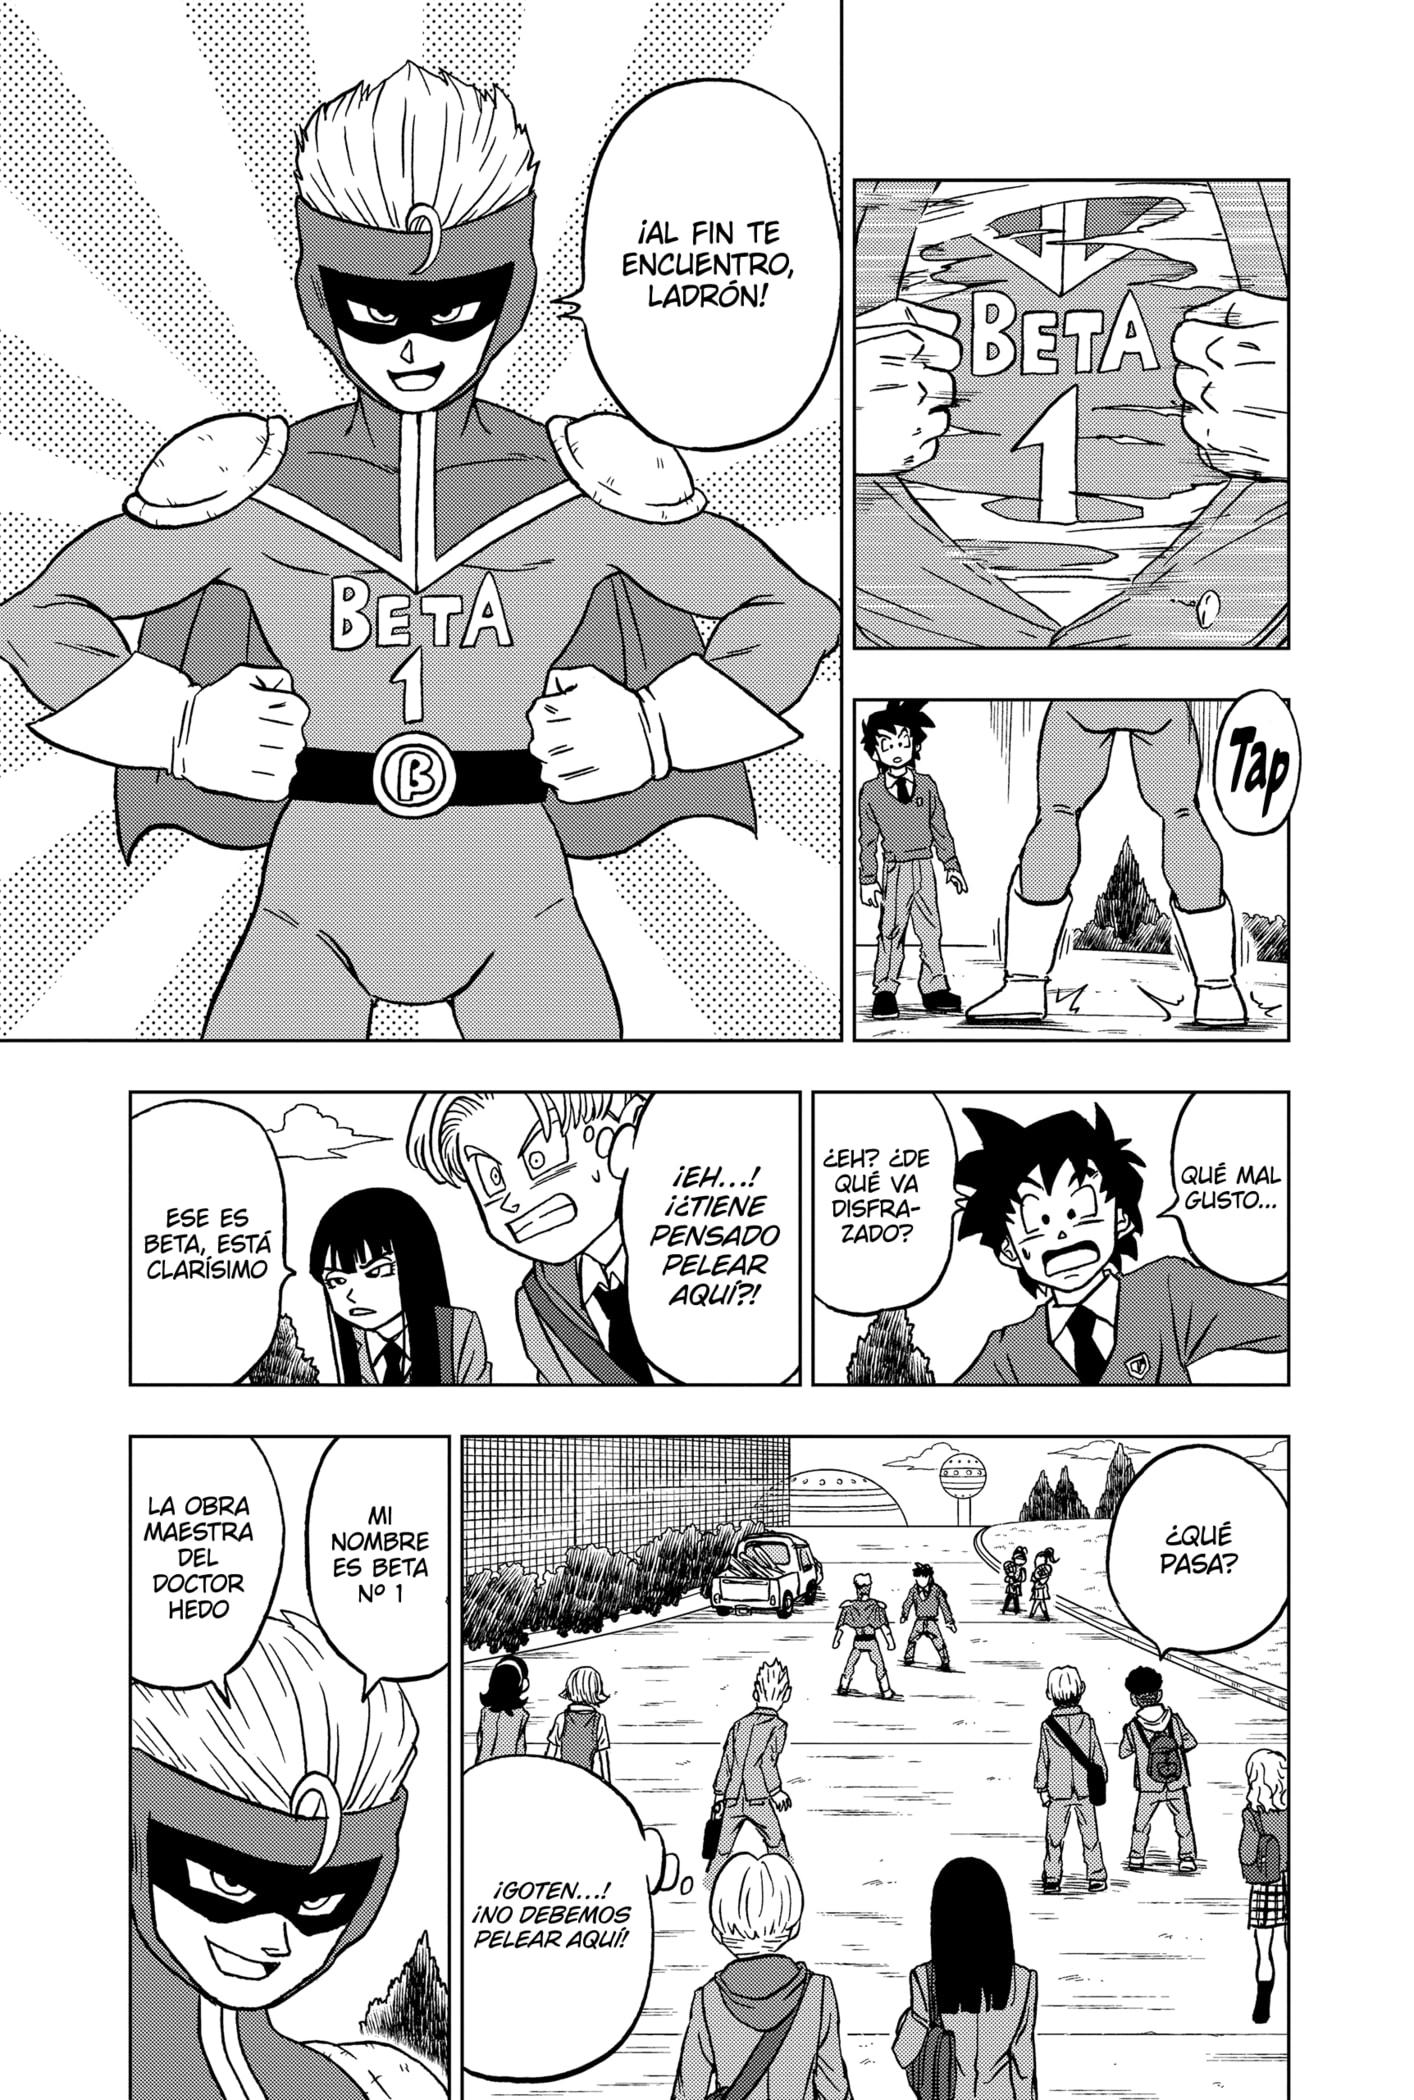 BETA
1
Tap
¡AL FIN TE
ENCUENTRO,
LADRÓN!
BETA
1
β
QUÉ MAL
GUSTO...
¿EH? ¿DE
QUÉ VA
DISFRA-
ZADO?
¡EH...!
¡¿TIENE
PENSADO
PELEAR
AQUÍ?!
ESE ES
BETA, ESTÁ
CLARÍSIMO
¿QUÉ
PASA?
¡GOTEN...!
¡NO DEBEMOS
PELEAR AQUÍ!
MI
NOMBRE
ES BETA
Nº 1
LA OBRA
MAESTRA
DEL
DOCTOR
HEDO